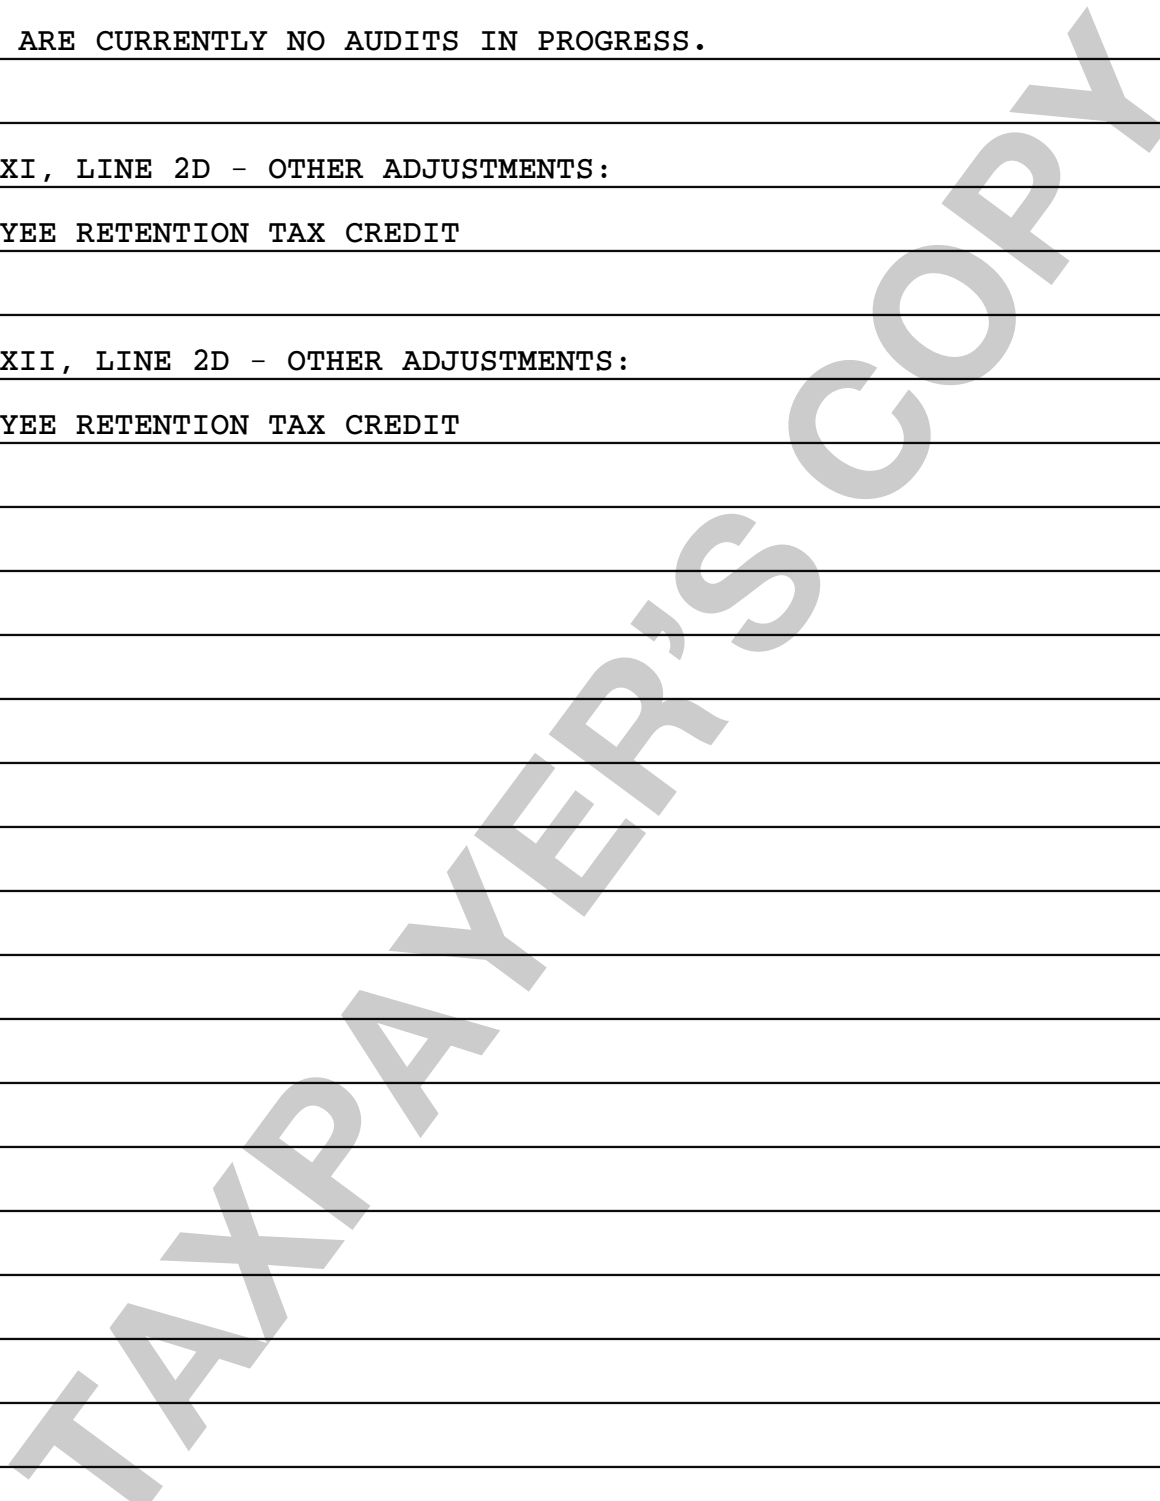 ARE CURRENTLY NO AUDITS IN PROGRESS.
XI, LINE 2D - OTHER ADJUSTMENTS:
YEE RETENTION TAX CREDIT
XII, LINE 2D - OTHER ADJUSTMENTS:
YEE RETENTION TAX CREDIT
TAXPAYER'S COPY